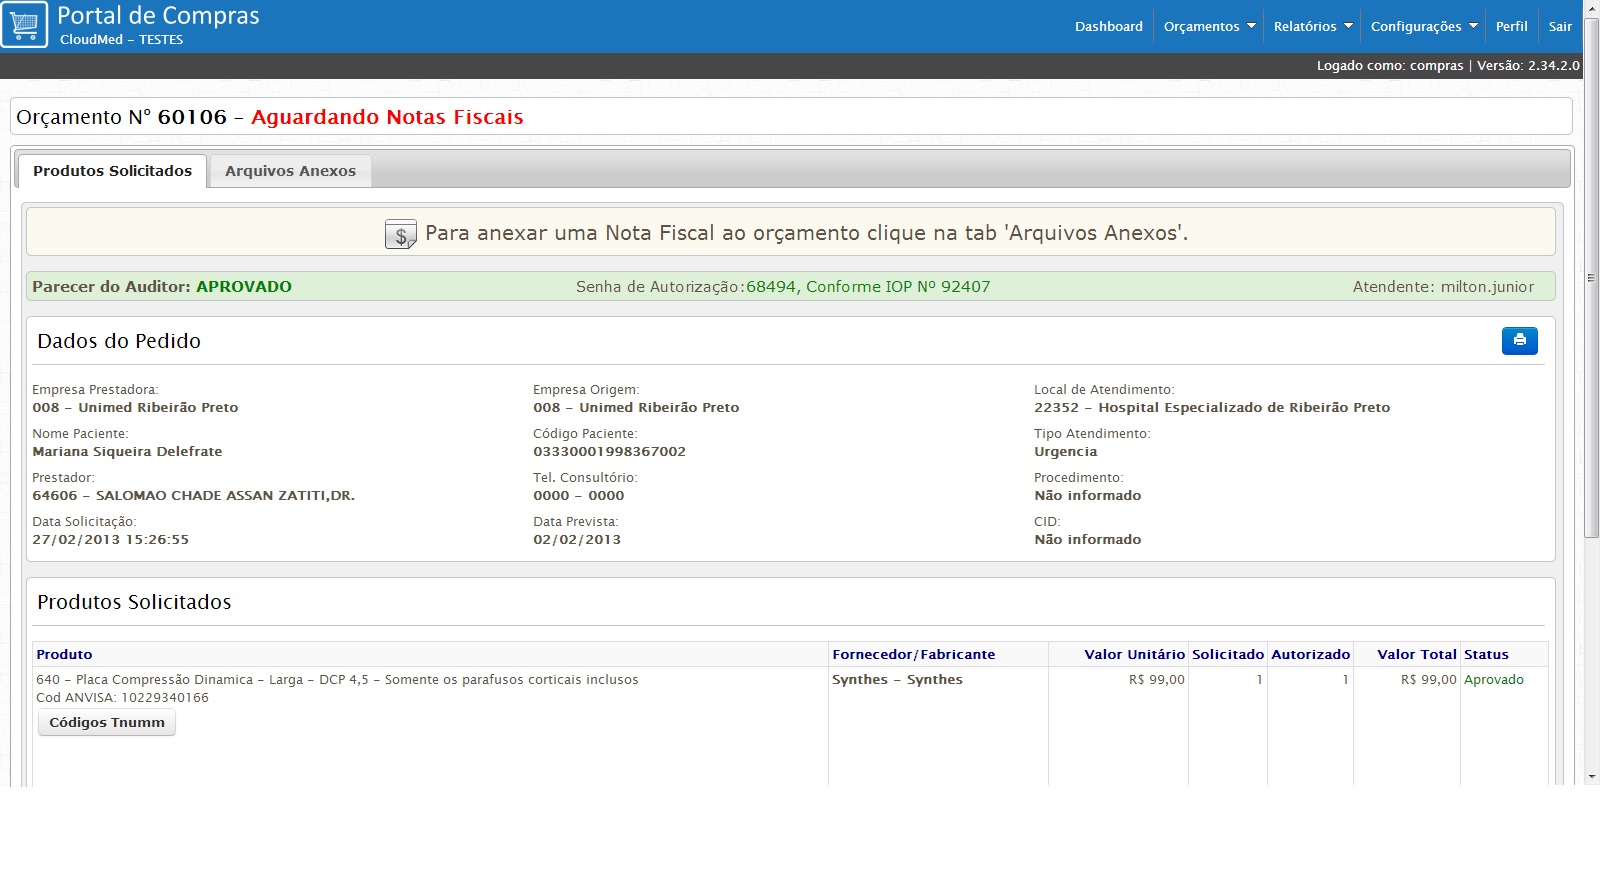 Portal de Compras
CloudMed - TESTES
Dashboard Orçamentos Relatórios Configurações Perfil Sair
Logado como: compras | Versão: 2.34.2.0
Orçamento Nº 60106 - Aguardando Notas Fiscais
Produtos Solicitados Arquivos Anexos
$ Para anexar uma Nota Fiscal ao orçamento clique na tab 'Arquivos Anexos'.
Parecer do Auditor: APROVADO Senha de Autorização:68494, Conforme IOP Nº 92407 Atendente: milton.junior
Dados do Pedido
Empresa Prestadora: Empresa Origem: Local de Atendimento:
008 - Unimed Ribeirão Preto 008 - Unimed Ribeirão Preto 22352 - Hospital Especializado de Ribeirão Preto
Nome Paciente: Código Paciente: Tipo Atendimento:
Mariana Siqueira Delefrate 03330001998367002 Urgencia
Prestador: Tel. Consultório: Procedimento:
64606 - SALOMAO CHADE ASSAN ZATITI,DR. 0000 - 0000 Não informado
Data Solicitação: Data Prevista: CID:
27/02/2013 15:26:55 02/02/2013 Não informado
Produtos Solicitados
Produto Fornecedor/Fabricante Valor Unitário Solicitado Autorizado Valor Total Status
640 - Placa Compressão Dinamica - Larga - DCP 4,5 - Somente os parafusos corticais inclusos Synthes - Synthes R$ 99,00 1 1 R$ 99,00 Aprovado
Cod ANVISA: 10229340166
Códigos Tnumm